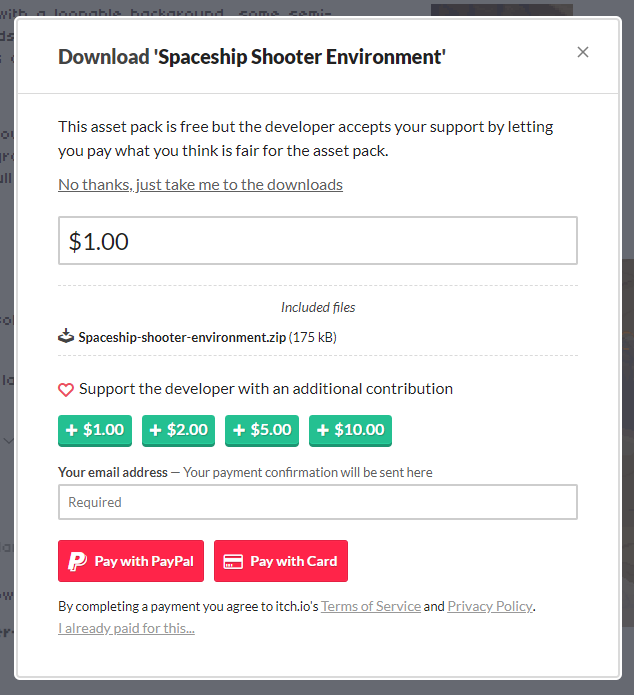 with a loopable background, some semi-
Download 'Spaceship Shooter Environment'
This asset pack is free but the developer accepts your support by letting
you pay what you think is fair for the asset pack.
No thanks, just take me to the downloads
$1.00
Included files
Spaceship-shooter-environment.zip (175 kB)
Support the developer with an additional contribution
+ $1.00 + $2.00 + $5.00 + $10.00
Your email address — Your payment confirmation will be sent here
Required
Pay with PayPal Pay with Card
By completing a payment you agree to itch.io's Terms of Service and Privacy Policy.
I already paid for this...